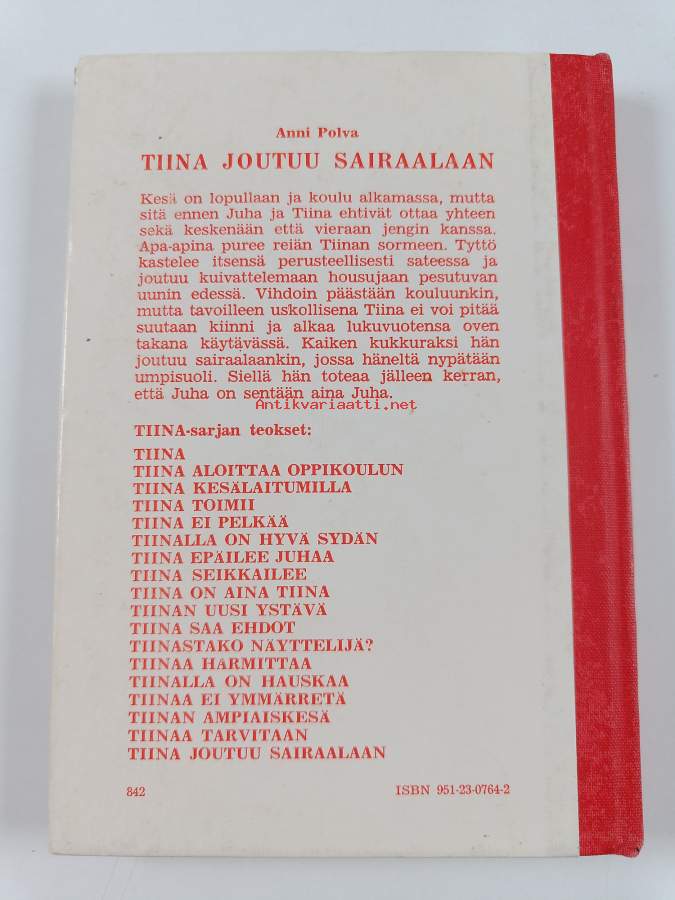 Anni Polva
TIINA JOUTUU SAIRAALAAN
Kesä on lopullaan ja koulu alkamassa, mutta
sitä ennen Juha ja Tiina ehtivät ottaa yhteen
sekä keskenään että vieraan jengin kanssa.
Apa-apina puree reiän Tiinan sormeen. Tyttö
kastelee itsensä perusteellisesti sateessa ja
joutuu kuivattelemaan housujaan pesutuvan
uunin edessä. Vihdoin päästään kouluunkin,
mutta tavoilleen uskollisena Tiina ei voi pitää
suutaan kiinni ja alkaa lukuvuotensa oven
takana käytävässä. Kaiken kukkuraksi hän
joutuu sairaalaankin, jossa häneltä nypätään
umpisuoli. Siellä hän toteaa jälleen kerran,
että Juha on sentään aina Juha.
Antikvariaatti.net
TIINA-sarjan teokset:
TIINA
TIINA ALOITTAA OPPIKOULUN
TIINA KESÄLAITUMILLA
TIINA TOIMII
TIINA EI PELKÄÄ
TIINALLA ON HYVÄ SYDÄN
TIINA EPÄILEE JUHAA
TIINA SEIKKAILEE
TIINA ON AINA TIINA
TIINAN UUSI YSTÄVÄ
TIINA SAA EHDOT
TIINASTAKO NÄYTTELIJÄ?
TIINAA HARMITTAA
TIINALLA ON HAUSKAA
TIINAA EI YMMÄRRETÄ
TIINAN AMPIAISKESÄ
TIINAA TARVITAAN
TIINA JOUTUU SAIRAALAAN
842 ISBN 951-23-0764-2